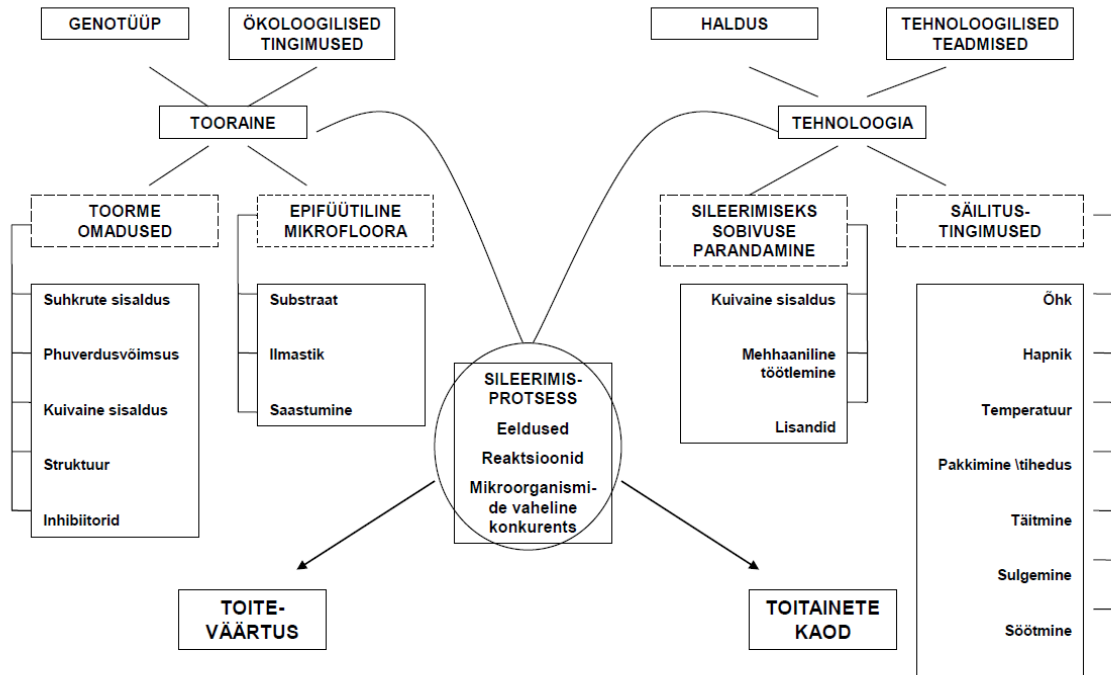 GENOTÜÜP
ÖKOLOOGILISED
TINGIMUSED
HALDUS
TEHNOLOOGILISED
TEADMISED
TOORAINE
TEHNOLOOGIA
TOORME
OMADUSED
EPIFÜÜTILINE
MIKROFLOORA
SILEERIMISEKS
SOBIVUSE
PARANDAMINE
SÄILITUS-
TINGIMUSED
Suhkrute sisaldus
Phuverdusvõimsus
Kuivaine sisaldus
Struktuur
Inhibiitorid
Substraat
Ilmastik
Saastumine
SILEERIMIS-
PROTSESS
Eeldused
Reaktsioonid
Mikroorganismi-
de vaheline
konkurents
Kuivaine sisaldus
Mehhaaniline
töötlemine
Lisandid
Õhk
Hapnik
Temperatuur
Pakkimine \tihedus
Täitmine
Sulgemine
Söötmine
TOITE-
VÄÄRTUS
TOITAINETE
KAOD